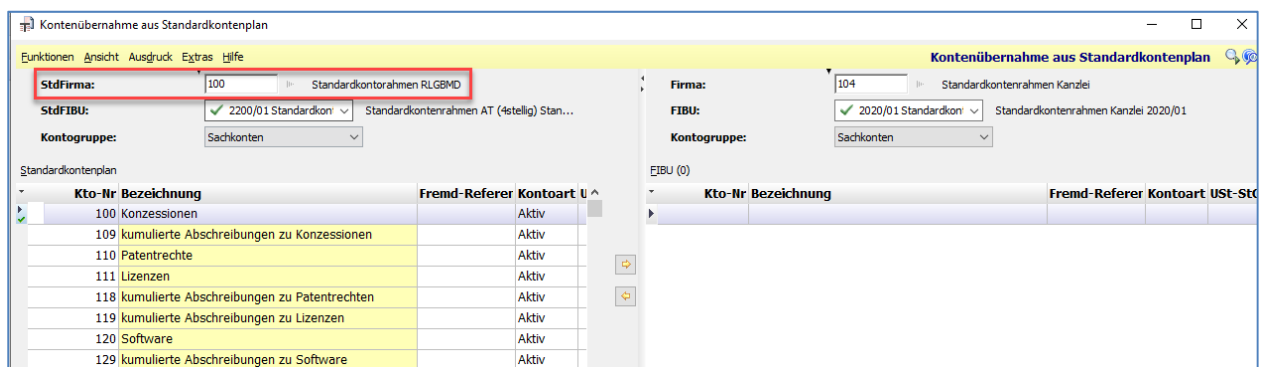 Kontenübernahme aus Standardkontenplan
Funktionen Ansicht Ausdruck Extras Hilfe
Kontenübernahme aus Standardkontenplan
StdFirma: 100 Standardkontorahmen RLGBMD
StdFIBU: 2200/01 Standardkon Standardkontenrahmen AT (4stellig) Stan...
Kontogruppe: Sachkonten
Standardkontenplan
Kto-Nr Bezeichnung Fremd-Referer Kontoart U
100 Konzessionen Aktiv
109 kumulierte Abschreibungen zu Konzessionen Aktiv
110 Patentrechte Aktiv
111 Lizenzen Aktiv
118 kumulierte Abschreibungen zu Patentrechten Aktiv
119 kumulierte Abschreibungen zu Lizenzen Aktiv
120 Software Aktiv
129 kumulierte Abschreibungen zu Software Aktiv
Firma: 104 Standardkontenrahmen Kanzlei
FIBU: 2020/01 Standardkon Standardkontenrahmen Kanzlei 2020/01
Kontogruppe: Sachkonten
FIBU (0)
Kto-Nr Bezeichnung Fremd-Referer Kontoart USt-St